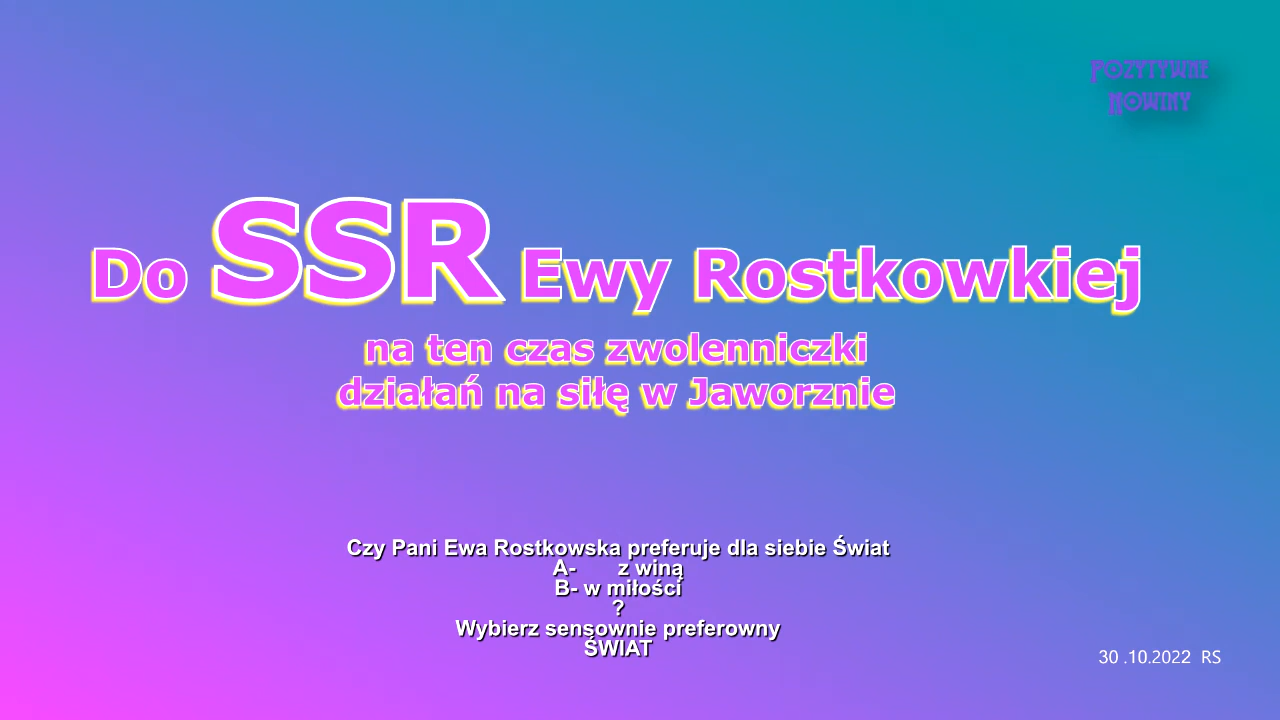 Pozytywne
Nowiny
Do SSR Ewy Rostkowkiej
na ten czas zwolenniczki
działań na siłę w Jaworznie
Czy Pani Ewa Rostkowska preferuje dla siebie Świat
A- z winą
B- w miłości
?
Wybierz sensownie preferowny
ŚWIAT
30 .10.2022 RS